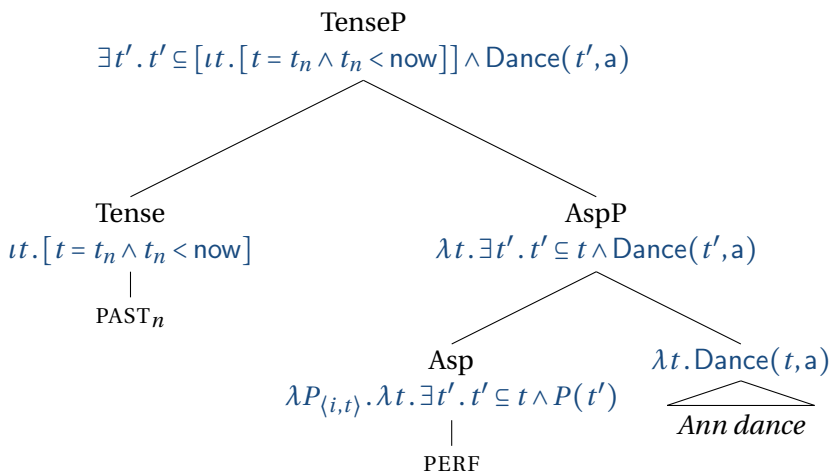 TenseP
∃t′. t′ ⊆ [ιt. [t = tₙ ∧ tₙ < now]] ∧ Dance(t′, a)
Tense
AspP
ιt. [t = tₙ ∧ tₙ < now]
λt. ∃t′. t′ ⊆ t ∧ Dance(t′, a)
PASTₙ
Asp
λt. Dance(t, a)
λP⟨i,t⟩. λt. ∃t′. t′ ⊆ t ∧ P(t′)
Ann dance
PERF